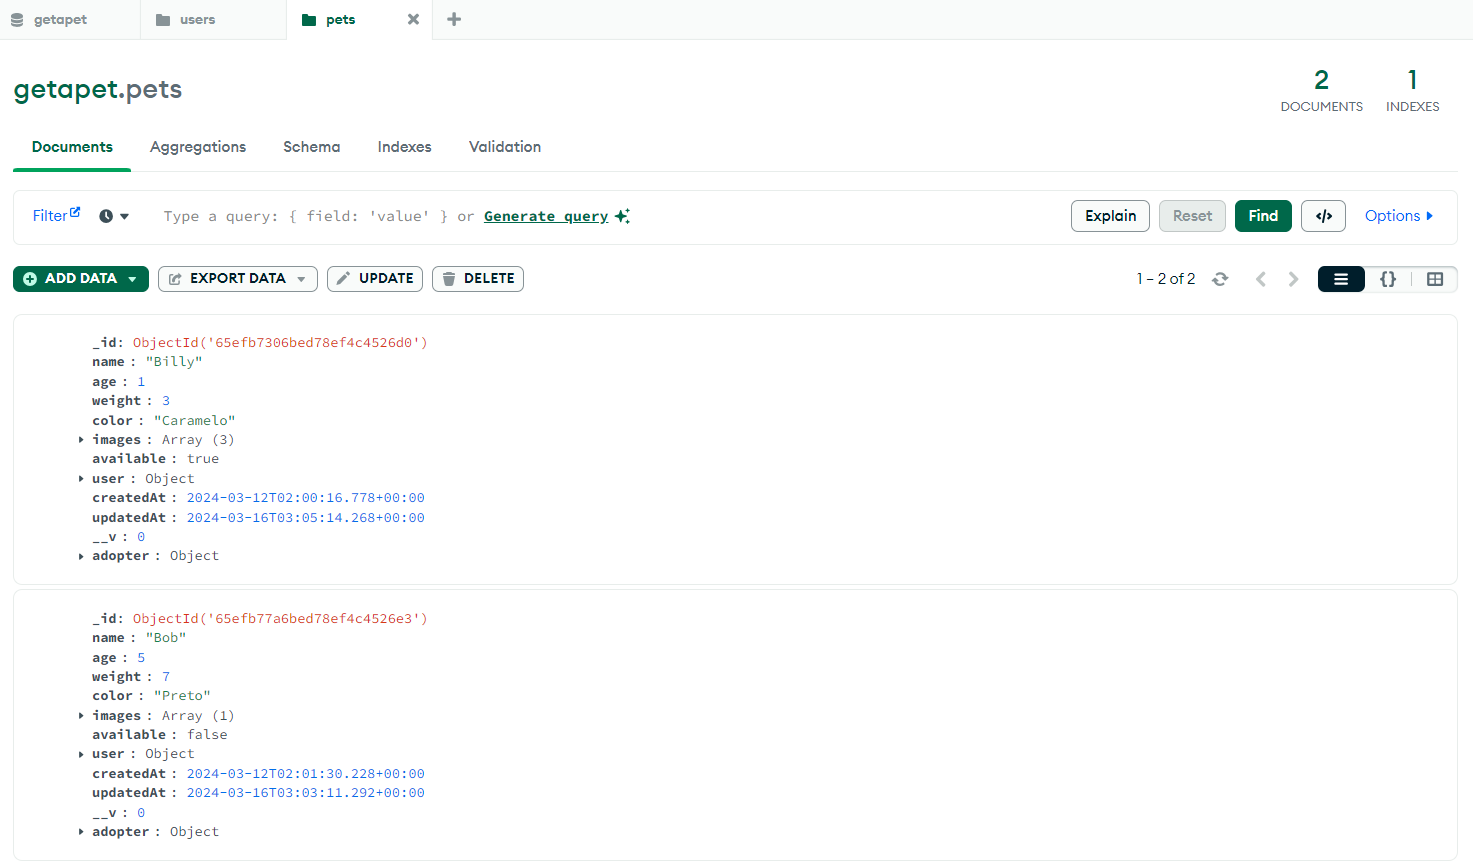 getapet users pets
getapet.pets
2 1
DOCUMENTS INDEXES
Documents Aggregations Schema Indexes Validation
Filter Type a query: { field: 'value' } or Generate query Explain Reset Find </> Options
ADD DATA EXPORT DATA UPDATE DELETE 1 – 2 of 2 {}
_id: ObjectId('65efb7306bed78ef4c4526d0')
name : "Billy"
age : 1
weight : 3
color : "Caramelo"
images : Array (3)
available : true
user : Object
createdAt : 2024-03-12T02:00:16.778+00:00
updatedAt : 2024-03-16T03:05:14.268+00:00
__v : 0
adopter : Object
_id: ObjectId('65efb77a6bed78ef4c4526e3')
name : "Bob"
age : 5
weight : 7
color : "Preto"
images : Array (1)
available : false
user : Object
createdAt : 2024-03-12T02:01:30.228+00:00
updatedAt : 2024-03-16T03:03:11.292+00:00
__v : 0
adopter : Object